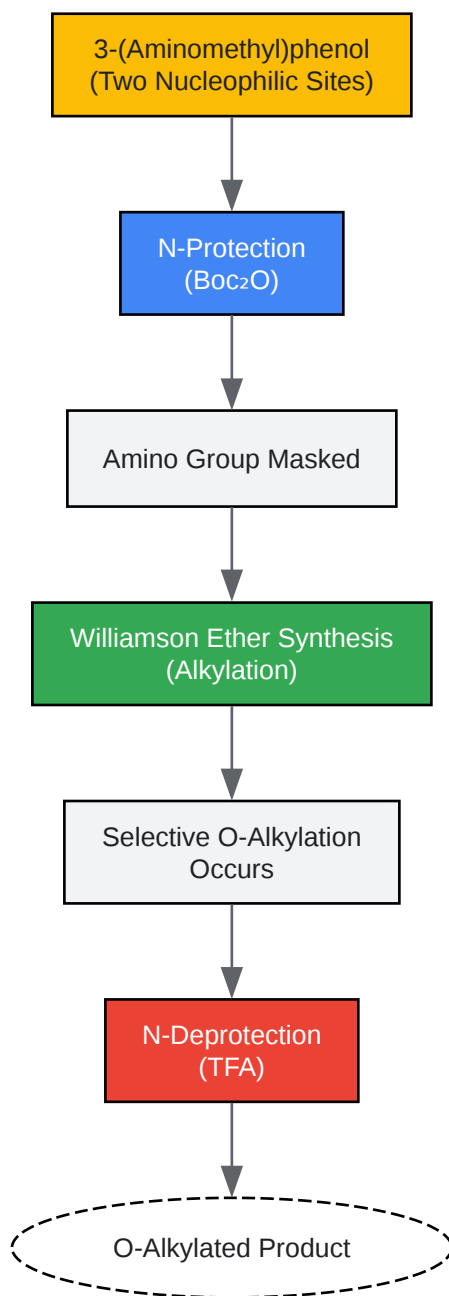 3-(Aminomethyl)phenol
(Two Nucleophilic Sites)
N-Protection
(Boc₂O)
Amino Group Masked
Williamson Ether Synthesis
(Alkylation)
Selective O-Alkylation
Occurs
N-Deprotection
(TFA)
O-Alkylated Product